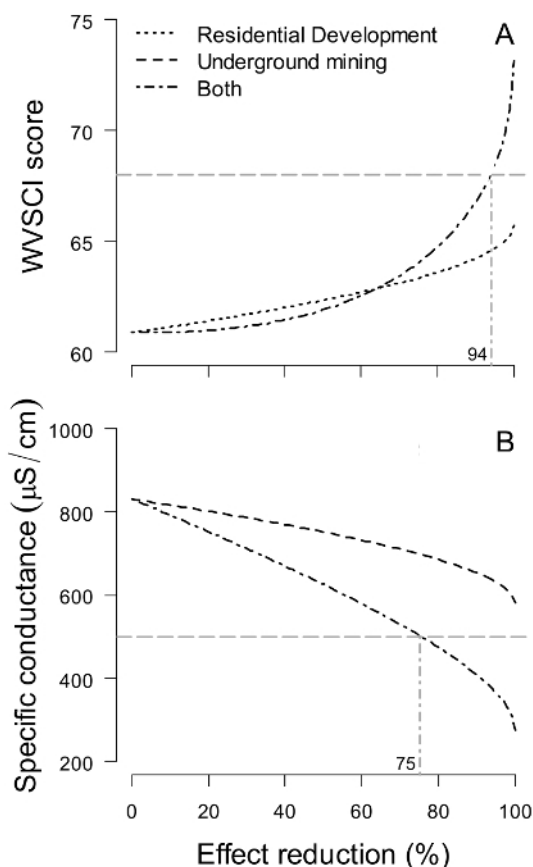 75
A
Residential Development
Underground mining
Both
70
WVSCI score
65
60
94
1000
B
Specific conductance (μS/cm)
800
600
400
200
75
0 20 40 60 80 100
Effect reduction (%)